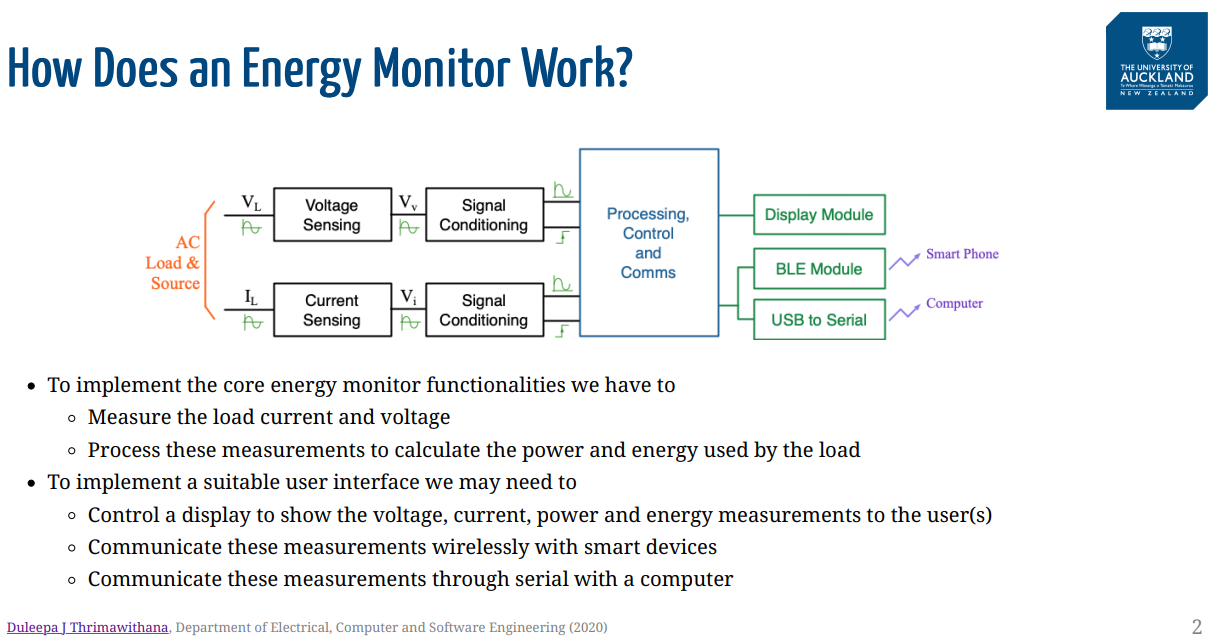 How Does an Energy Monitor Work?
THE UNIVERSITY OF
AUCKLAND
Te Whare Wānanga o Tāmaki Makaurau
NEW ZEALAND
AC
Load &
Source
VL
Voltage
Sensing
Vv
Signal
Conditioning
IL
Current
Sensing
Vi
Signal
Conditioning
Processing,
Control
and
Comms
Display Module
BLE Module
Smart Phone
USB to Serial
Computer
• To implement the core energy monitor functionalities we have to
◦ Measure the load current and voltage
◦ Process these measurements to calculate the power and energy used by the load
• To implement a suitable user interface we may need to
◦ Control a display to show the voltage, current, power and energy measurements to the user(s)
◦ Communicate these measurements wirelessly with smart devices
◦ Communicate these measurements through serial with a computer
Duleepa J Thrimawithana, Department of Electrical, Computer and Software Engineering (2020)
2